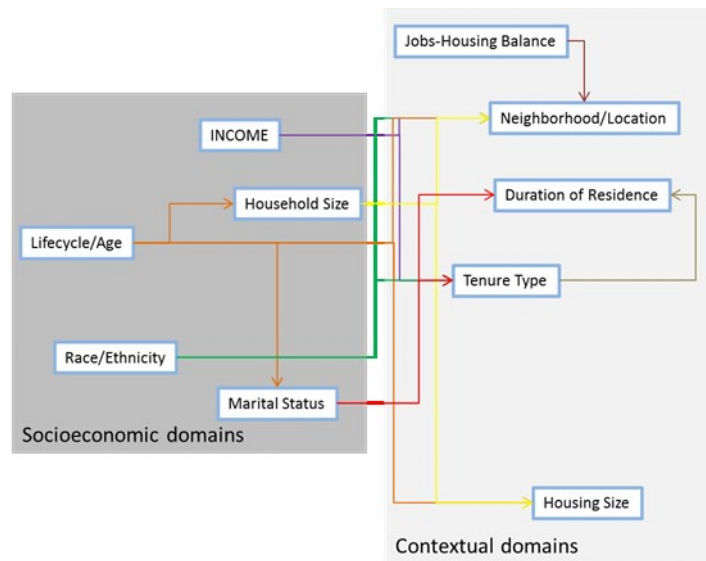 Jobs-Housing Balance
Neighborhood/Location
INCOME
Duration of Residence
Household Size
Lifecycle/Age
Tenure Type
Race/Ethnicity
Marital Status
Socioeconomic domains
Housing Size
Contextual domains